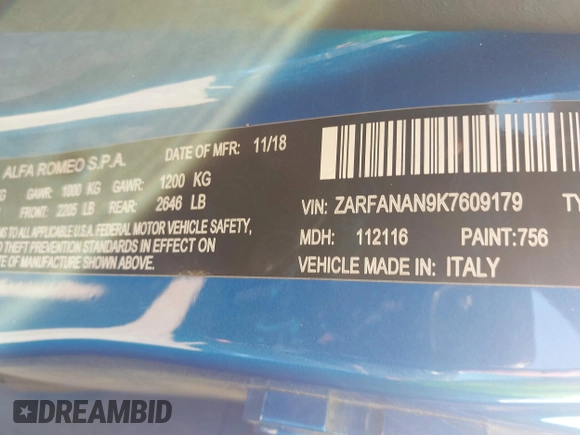 ALFA ROMEO S.P.A. DATE OF MFR: 11/18
GAWR: 1000 KG GAWR: 1200 KG
FRONT: 2205 LB REAR: 2646 LB
TO ALL APPLICABLE U.S.A. FEDERAL MOTOR VEHICLE SAFETY,
THEFT PREVENTION STANDARDS IN EFFECT ON
DATE OF MANUFACTURE SHOWN ABOVE.
VIN: ZARFANAN9K7609179
MDH: 112116 PAINT:756
VEHICLE MADE IN: ITALY
DREAMBID